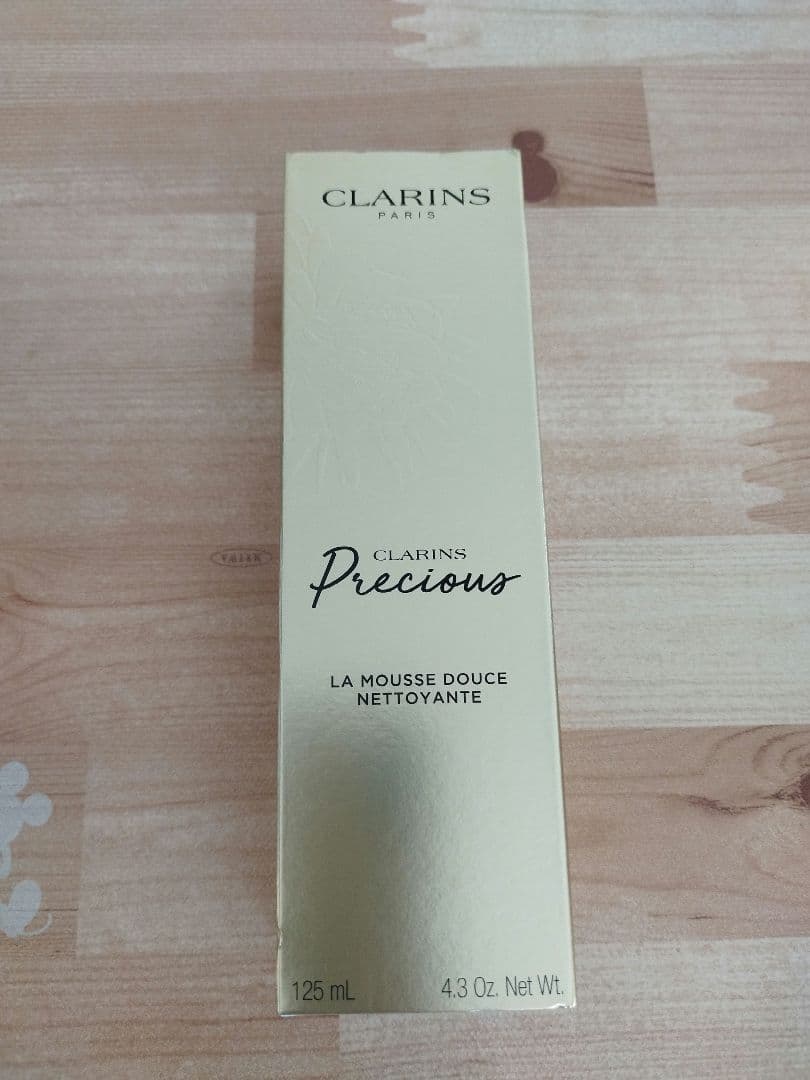 CLARINS
PARIS
CLARINS
Precious
LA MOUSSE DOUCE
NETTOYANTE
125 mL 4.3 Oz. Net Wt.